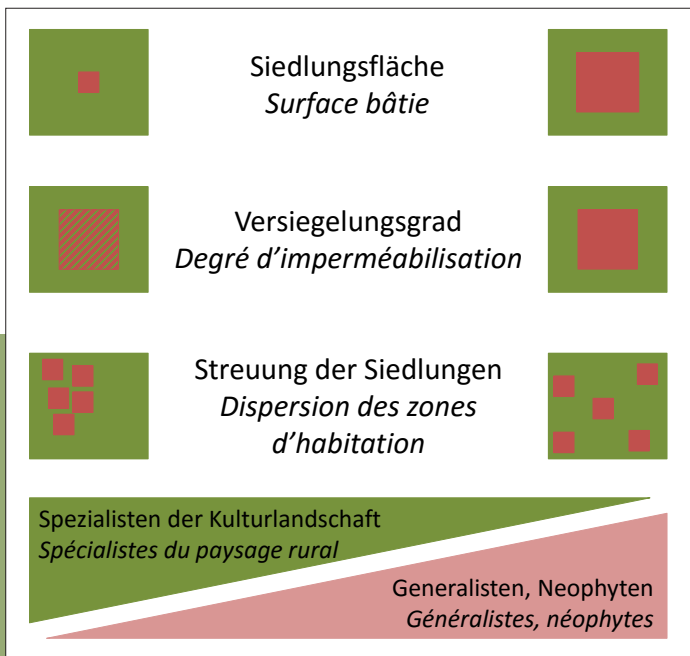 Siedlungsfläche
Surface bâtie
Versiegelungsgrad
Degré d'imperméabilisation
Streuung der Siedlungen
Dispersion des zones
d'habitation
Spezialisten der Kulturlandschaft
Spécialistes du paysage rural
Generalisten, Neophyten
Généralistes, néophytes